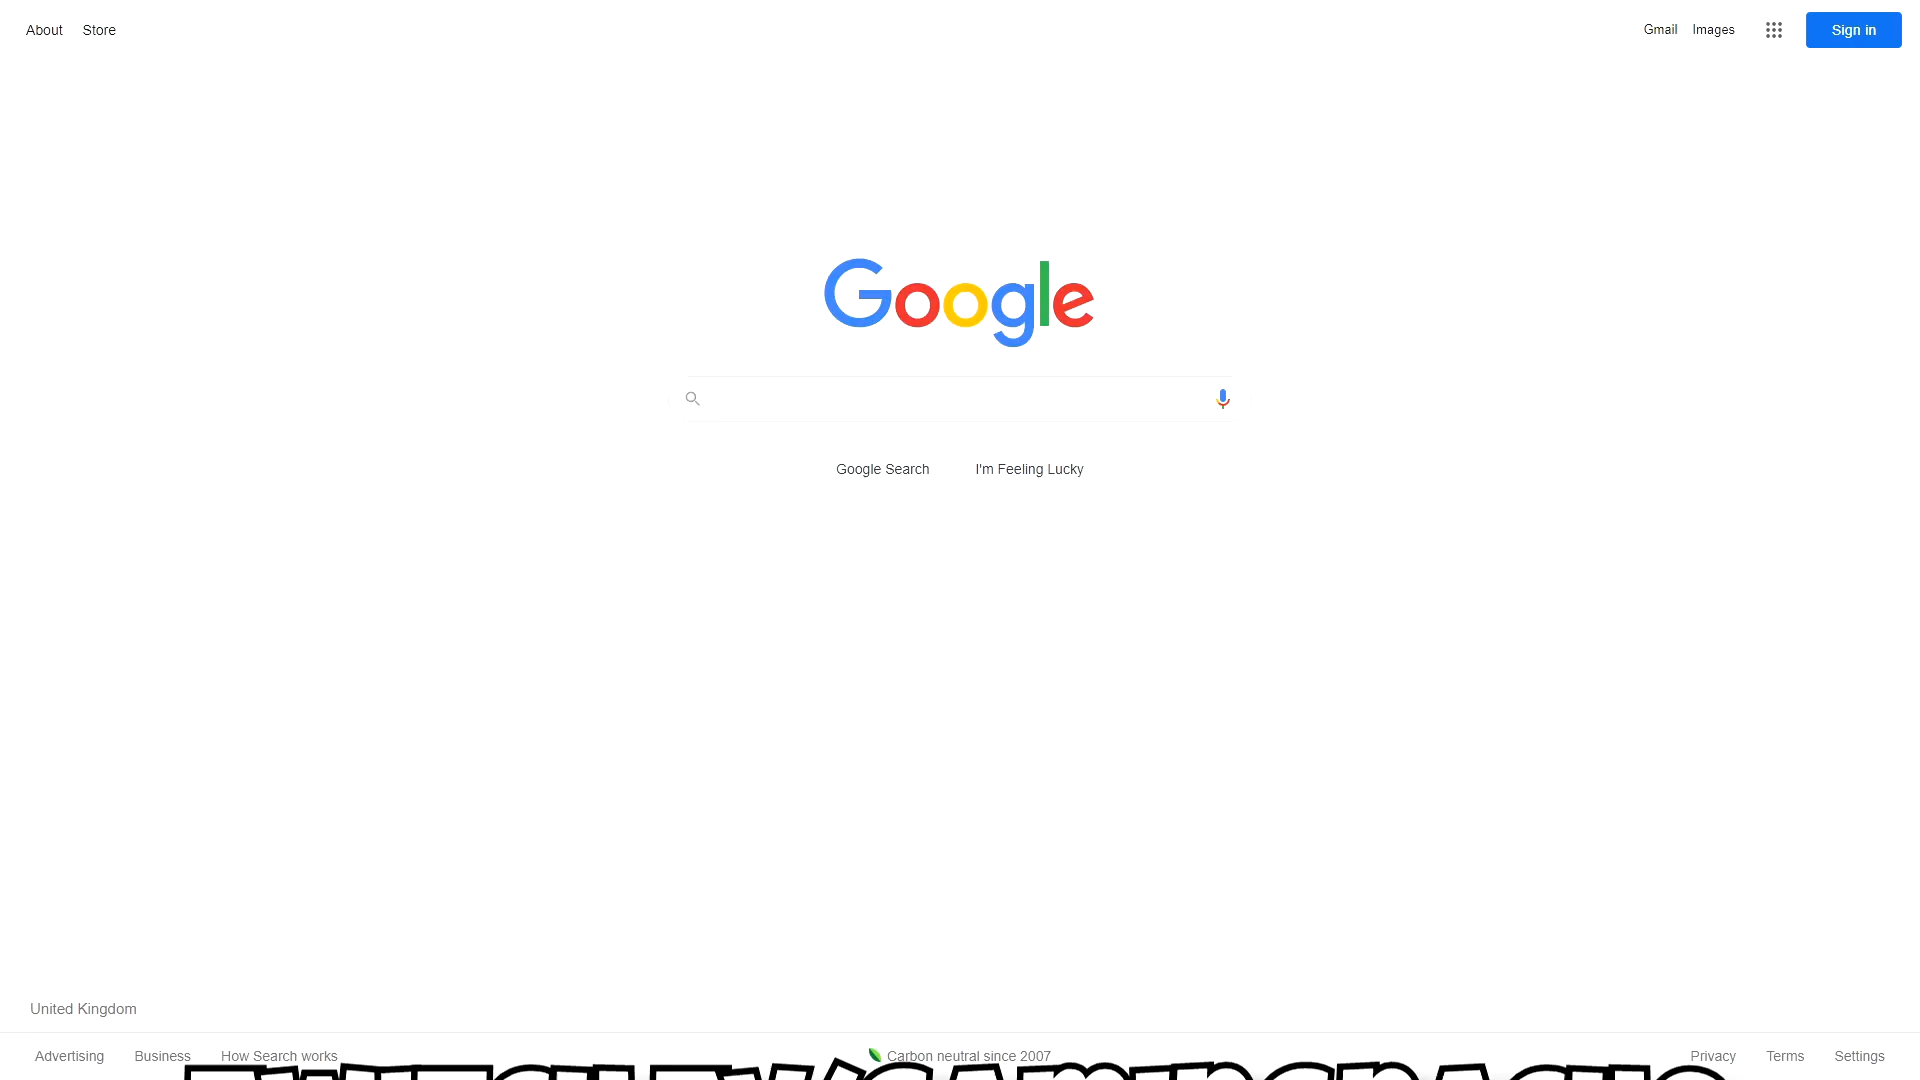 About Store
Gmail Images
Sign in
Google
Google Search I'm Feeling Lucky
United Kingdom
Advertising Business How Search works
Carbon neutral since 2007
Privacy Terms Settings